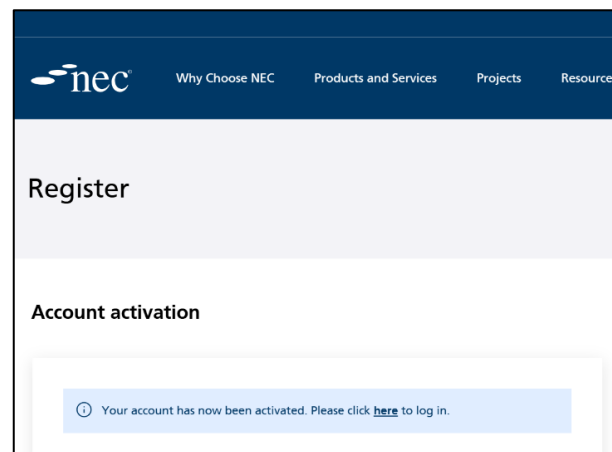 nec®
Why Choose NEC Products and Services Projects Resource
Register
Account activation
Your account has now been activated. Please click here to log in.